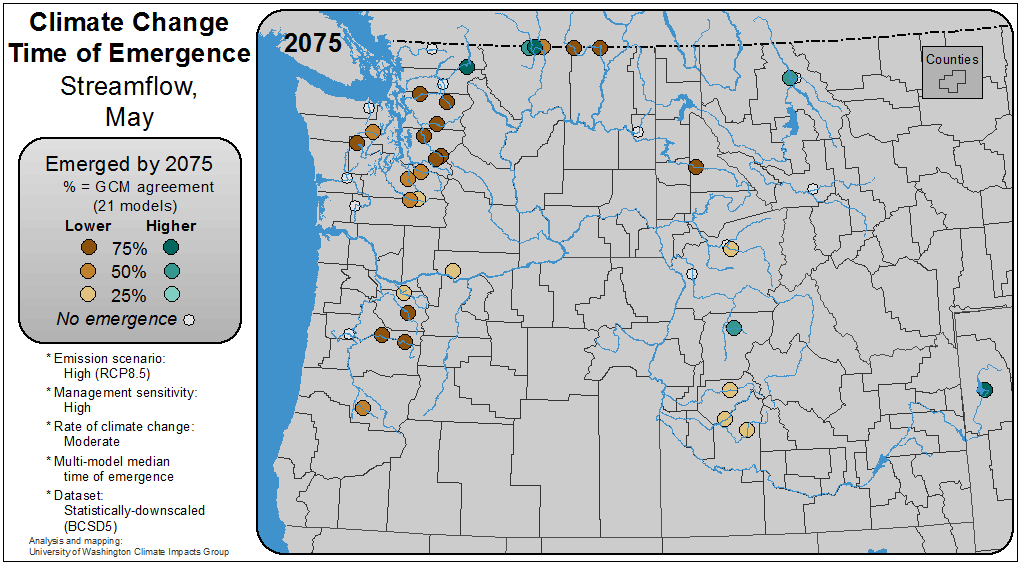 Climate Change
Time of Emergence
Streamflow,
May
Emerged by 2075
% = GCM agreement
(21 models)
Lower Higher
75%
50%
25%
No emergence
* Emission scenario:
High (RCP8.5)
* Management sensitivity:
High
* Rate of climate change:
Moderate
* Multi-model median
time of emergence
* Dataset:
Statistically-downscaled
(BCSD5)
Analysis and mapping:
University of Washington Climate Impacts Group
2075
Counties